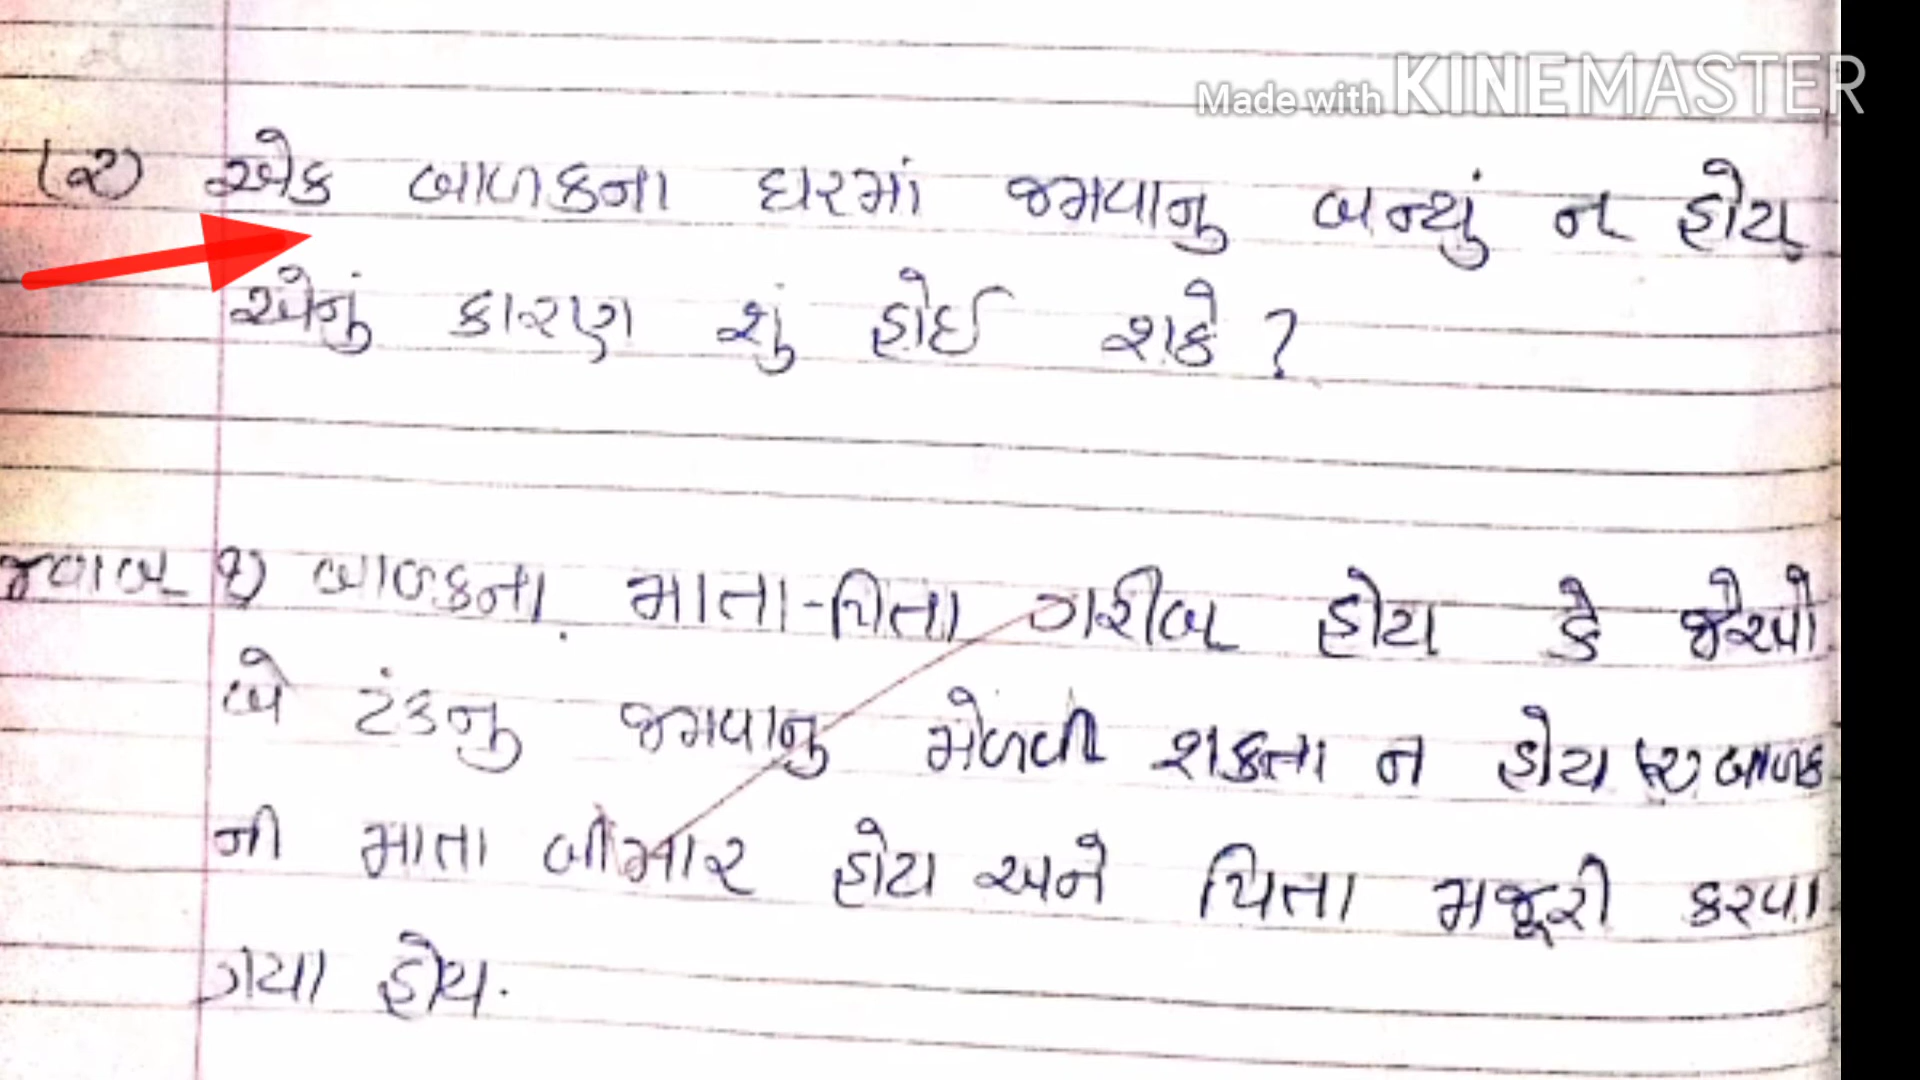 Made with KINEMASTER
(૨) એક બાળકના ઘરમાં જમવાનુ બન્યું ન હોય
એનું કારણ શું હોઈ શકે ?
જવાબ ૧) બાળકના માતા-પિતા ગરીબ હોય કે જેઓ
બે ટંકનુ જમવાનુ મેળવી શકતા ન હોય ૨) બાળક
ની માતા બીમાર હોય અને પિતા મજૂરી કરવા
ગયા હોય.